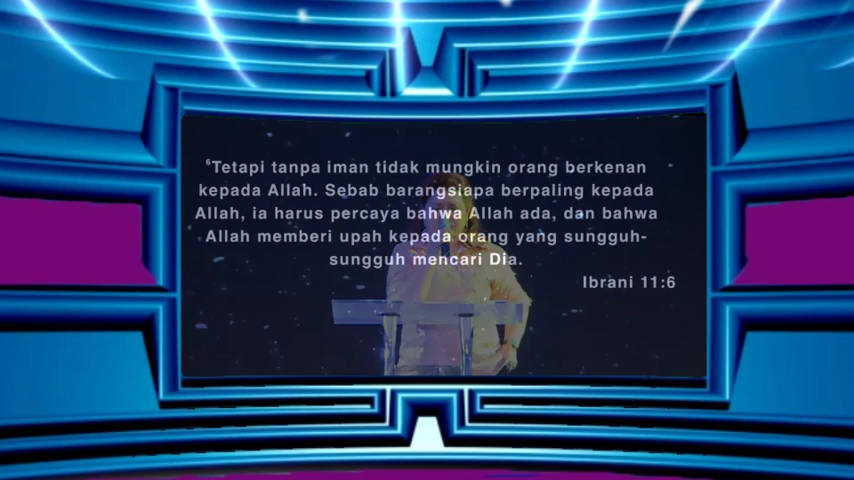 ⁶Tetapi tanpa iman tidak mungkin orang berkenan
kepada Allah. Sebab barangsiapa berpaling kepada
Allah, ia harus percaya bahwa Allah ada, dan bahwa
Allah memberi upah kepada orang yang sungguh-
sungguh mencari Dia.
Ibrani 11:6